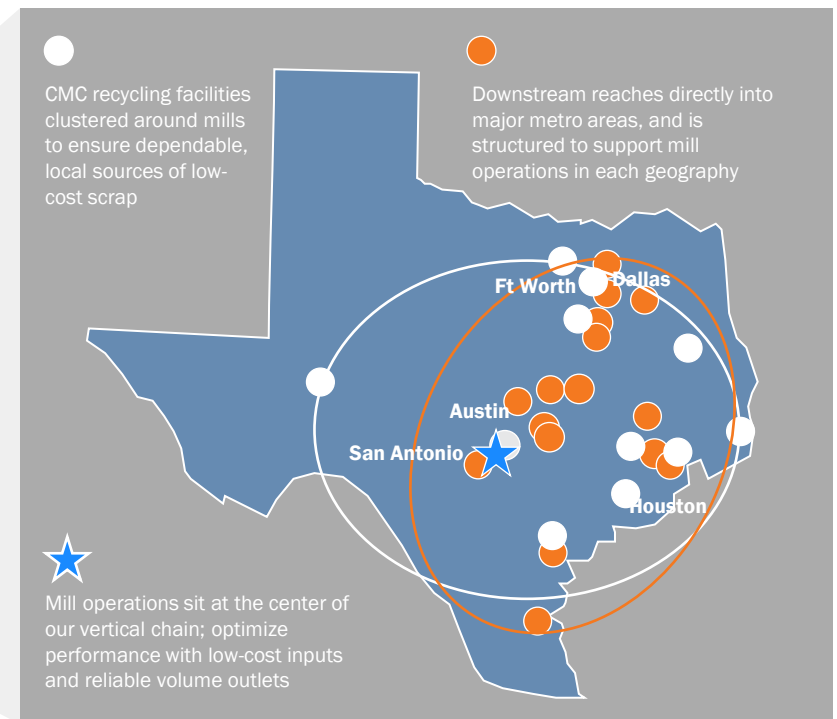 CMC recycling facilities
clustered around mills
to ensure dependable,
local sources of low-
cost scrap
Downstream reaches directly into
major metro areas, and is
structured to support mill
operations in each geography
Ft Worth
Dallas
Austin
San Antonio
Houston
Mill operations sit at the center of
our vertical chain; optimize
performance with low-cost inputs
and reliable volume outlets